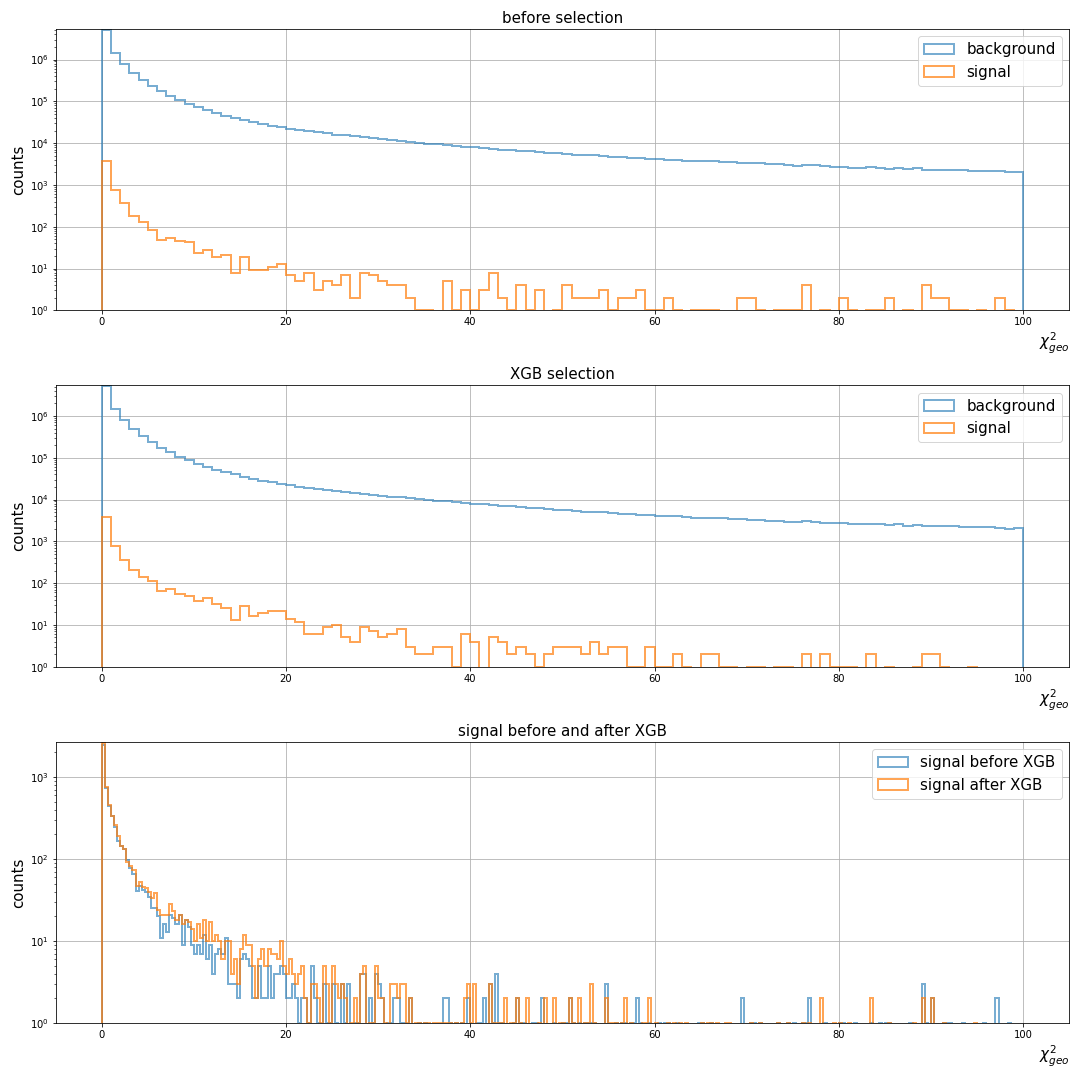 before selection
background
signal
counts
10⁶
10⁵
10⁴
10³
10²
10¹
10⁰
0 20 40 60 80 100
χ²geo
XGB selection
background
signal
counts
10⁶
10⁵
10⁴
10³
10²
10¹
10⁰
0 20 40 60 80 100
χ²geo
signal before and after XGB
signal before XGB
signal after XGB
counts
10³
10²
10¹
10⁰
0 20 40 60 80 100
χ²geo